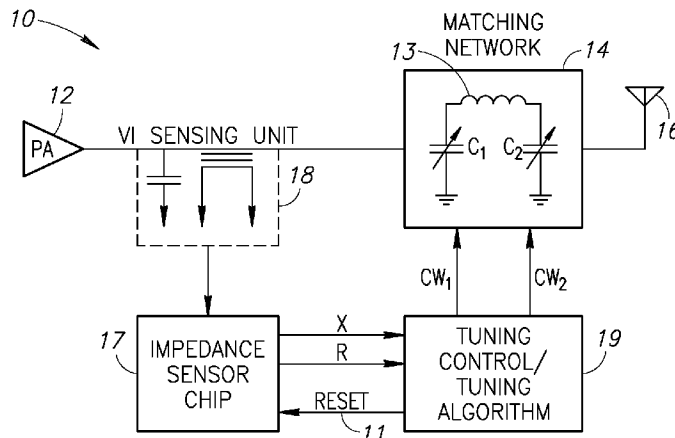 10
MATCHING
NETWORK
13
14
12
PA
VI SENSING UNIT
C1
C2
16
18
CW1
CW2
17
IMPEDANCE
SENSOR
CHIP
X
R
RESET
11
TUNING
CONTROL/
TUNING
ALGORITHM
19